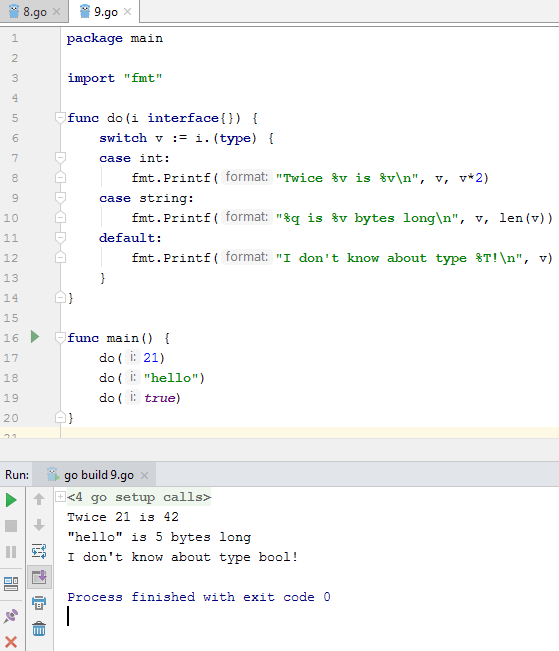 8.go
9.go
1 package main
2
3 import "fmt"
4
5 func do(i interface{}) {
6     switch v := i.(type) {
7     case int:
8         fmt.Printf( format: "Twice %v is %v\n", v, v*2)
9     case string:
10         fmt.Printf( format: "%q is %v bytes long\n", v, len(v))
11     default:
12         fmt.Printf( format: "I don't know about type %T!\n", v)
13     }
14 }
15
16 func main() {
17     do( i: 21)
18     do( i: "hello")
19     do( i: true)
20 }
21
Run: go build 9.go
<4 go setup calls>
Twice 21 is 42
"hello" is 5 bytes long
I don't know about type bool!
Process finished with exit code 0